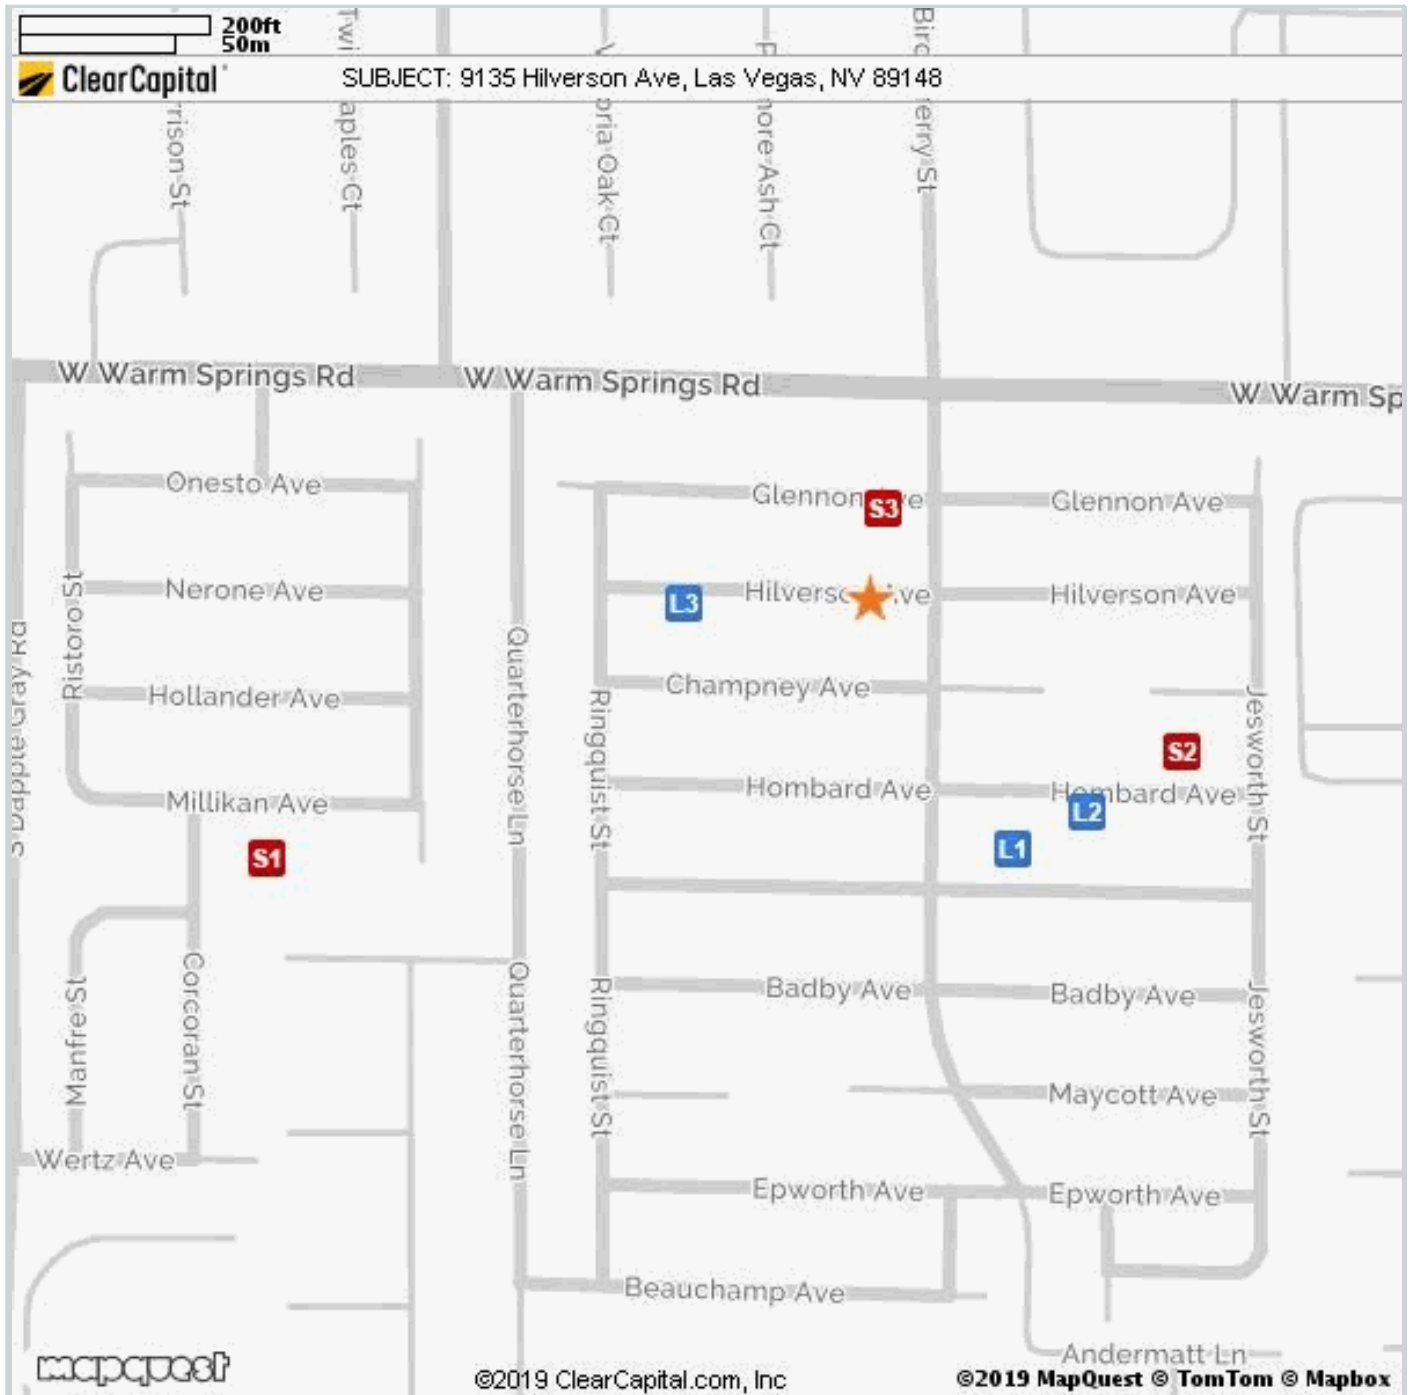 200ft
50m
ClearCapital
SUBJECT: 9135 Hilverson Ave, Las Vegas, NV 89148
W Warm Springs Rd
W Warm Springs Rd
W Warm Sp
Onesto Ave
Glennon
S3
Glennon Ave
Nerone Ave
L3
Hilverson Ave
Ristoro St
Hollander Ave
Quarterhorse Ln
Champney Ave
Ringquist St
Jesworth St
S2
Millikan Ave
Hombard Ave
Hombard Ave
L2
L1
S1
Corcoran St
Manfre St
Quarterhorse Ln
Ringquist St
Badby Ave
Badby Ave
Jesworth St
Maycott Ave
Wertz Ave
Epworth Ave
Epworth Ave
Beauchamp Ave
Andermatt Ln
mapquest
©2019 ClearCapital.com, Inc
©2019 MapQuest © TomTom © Mapbox